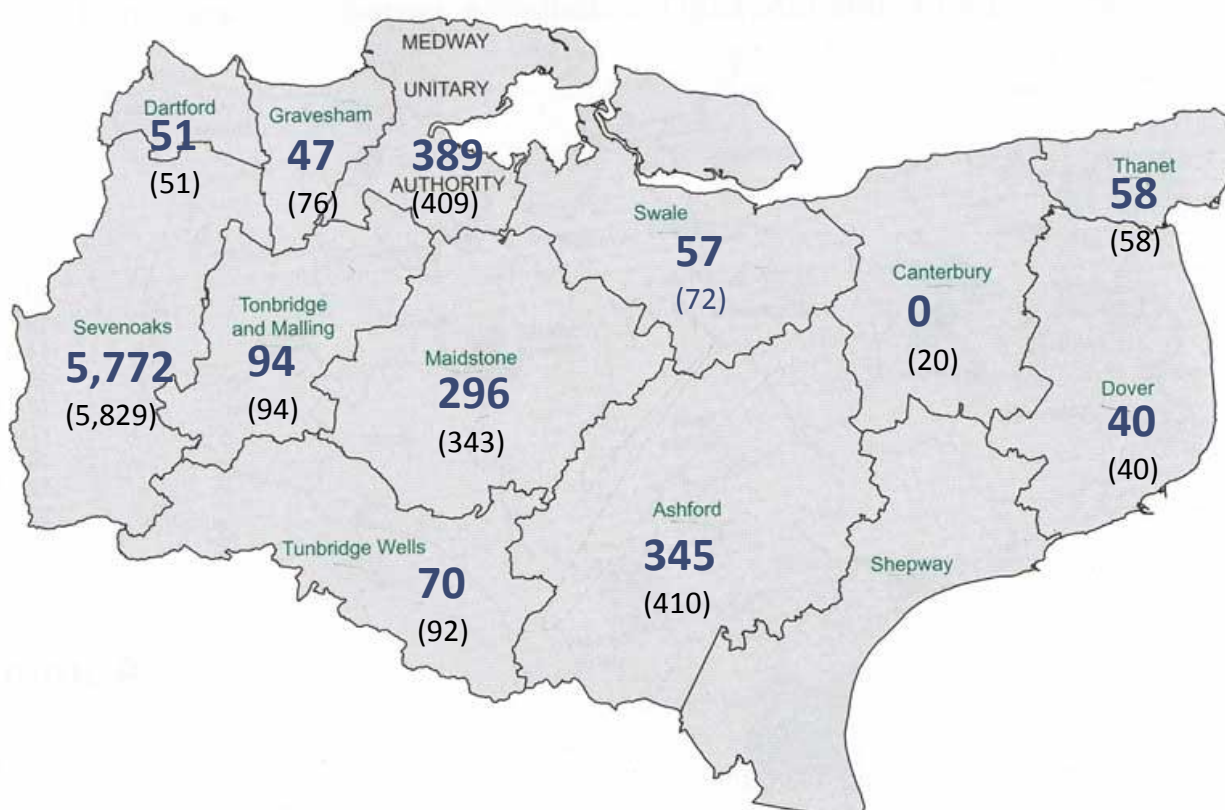 MEDWAY
UNITARY
389
AUTHORITY
(409)
Dartford
51
(51)
Gravesham
47
(76)
Thanet
58
(58)
Swale
57
(72)
Canterbury
0
(20)
Sevenoaks
5,772
(5,829)
Tonbridge
and Malling
94
(94)
Maidstone
296
(343)
Dover
40
(40)
Ashford
345
(410)
Tunbridge Wells
70
(92)
Shepway